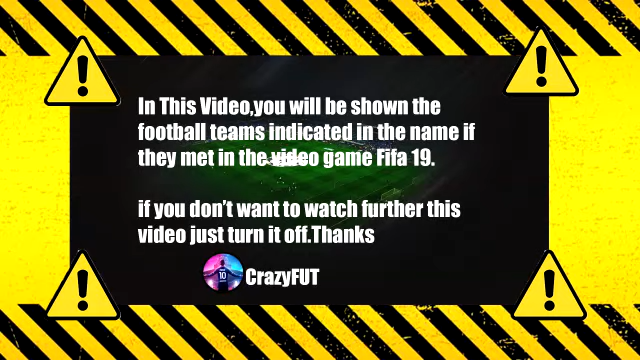 In This Video,you will be shown the
football teams indicated in the name if
they met in the video game Fifa 19.
if you don't want to watch further this
video just turn it off.Thanks
10
CrazyFUT